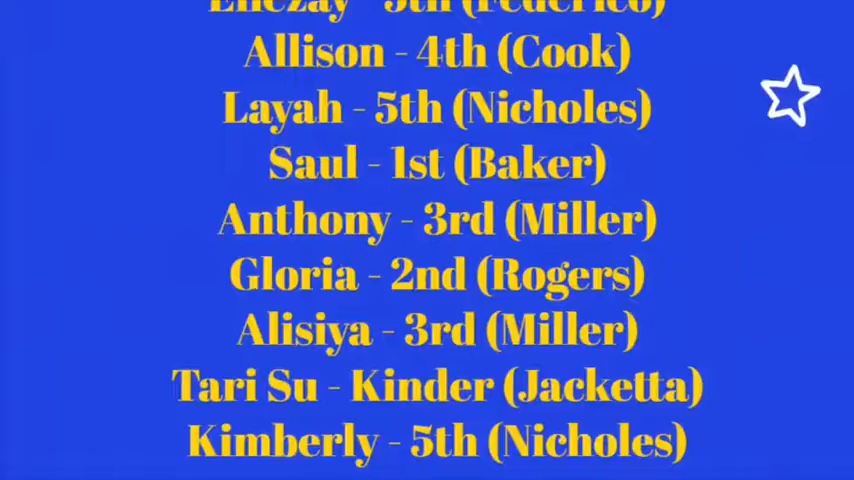 Allison - 4th (Cook)
Layah - 5th (Nicholes)
Saul - 1st (Baker)
Anthony - 3rd (Miller)
Gloria - 2nd (Rogers)
Alisiya - 3rd (Miller)
Tari Su - Kinder (Jacketta)
Kimberly - 5th (Nicholes)